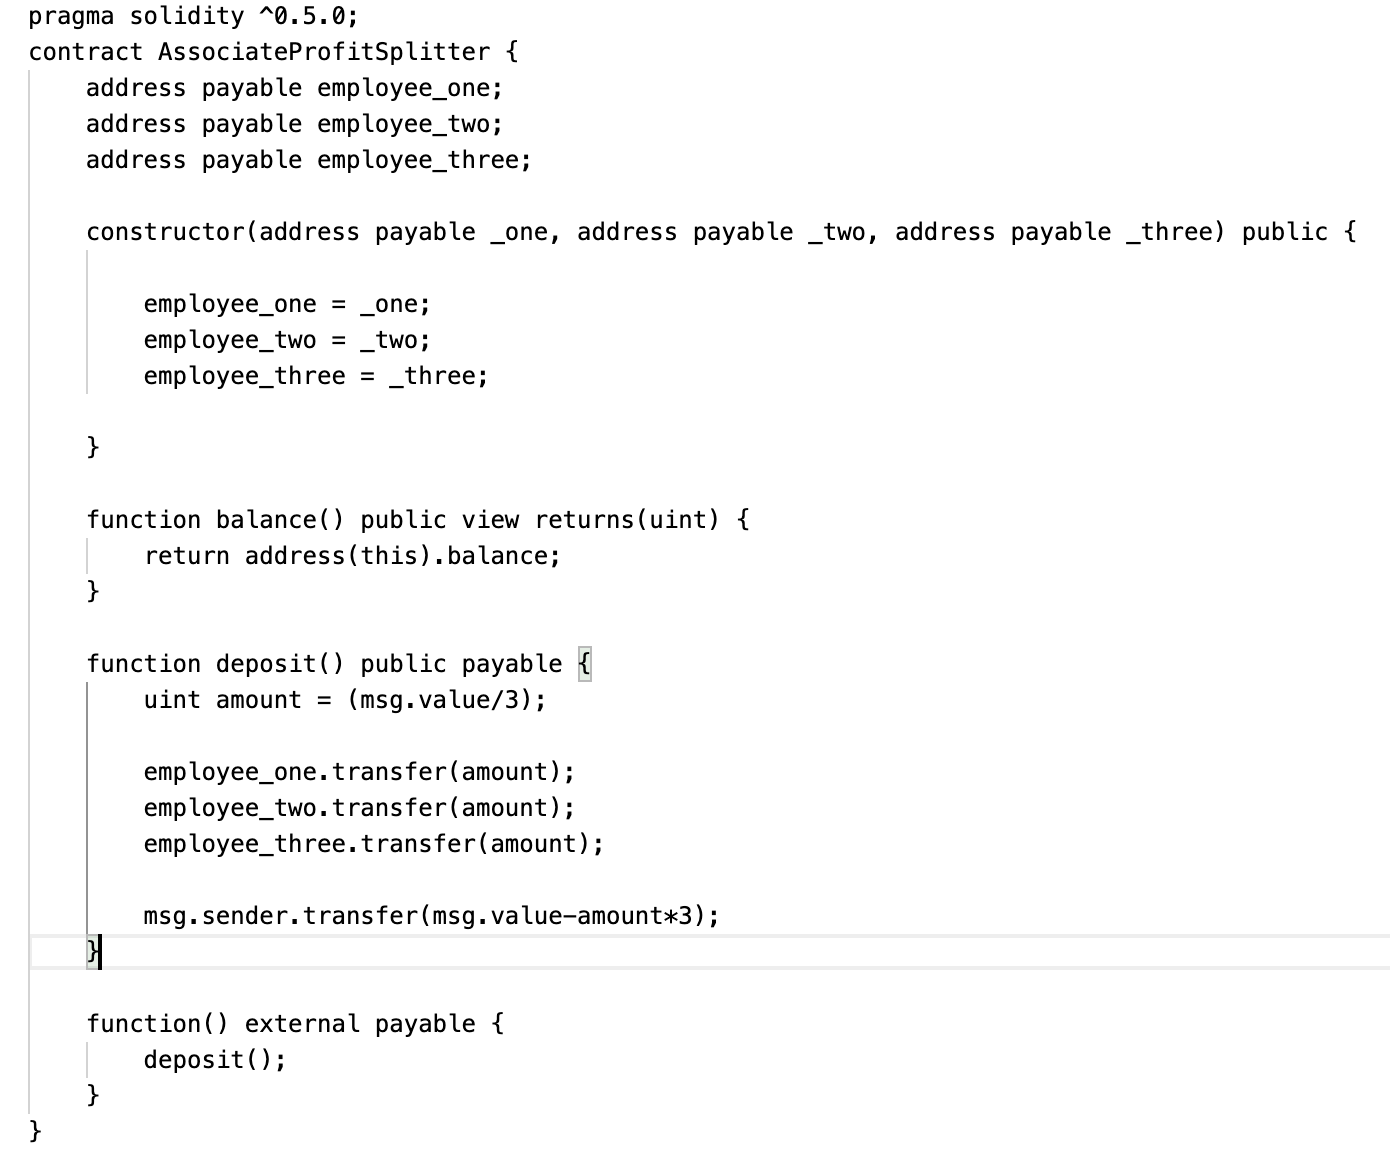 pragma solidity ^0.5.0;
contract AssociateProfitSplitter {
    address payable employee_one;
    address payable employee_two;
    address payable employee_three;

    constructor(address payable _one, address payable _two, address payable _three) public {

        employee_one = _one;
        employee_two = _two;
        employee_three = _three;

    }

    function balance() public view returns(uint) {
        return address(this).balance;
    }

    function deposit() public payable {
        uint amount = (msg.value/3);

        employee_one.transfer(amount);
        employee_two.transfer(amount);
        employee_three.transfer(amount);

        msg.sender.transfer(msg.value-amount*3);
    }

    function() external payable {
        deposit();
    }
}